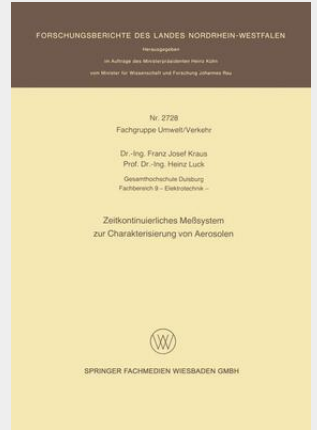 FORSCHUNGSBERICHTE DES LANDES NORDRHEIN-WESTFALEN
Herausgegeben
im Auftrage des Ministerpräsidenten Heinz Kühn
vom Minister für Wissenschaft und Forschung Johannes Rau
Nr. 2728
Fachgruppe Umwelt/Verkehr
Dr.-Ing. Franz Josef Kraus
Prof. Dr.-Ing. Heinz Luck
Gesamthochschule Duisburg
Fachbereich 9 – Elektrotechnik –
Zeitkontinuierliches Meßsystem
zur Charakterisierung von Aerosolen
SPRINGER FACHMEDIEN WIESBADEN GMBH